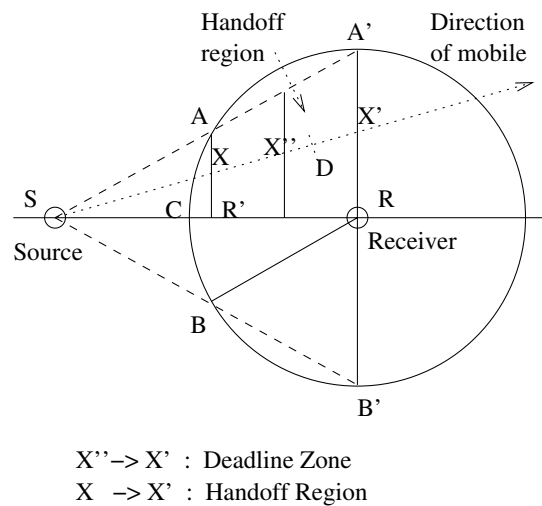 Handoff
region
A'
Direction
of mobile
A
X'
X
X''
D
S
C
R'
R
Source
Receiver
B
B'
X''–> X' : Deadline Zone
X –> X' : Handoff Region